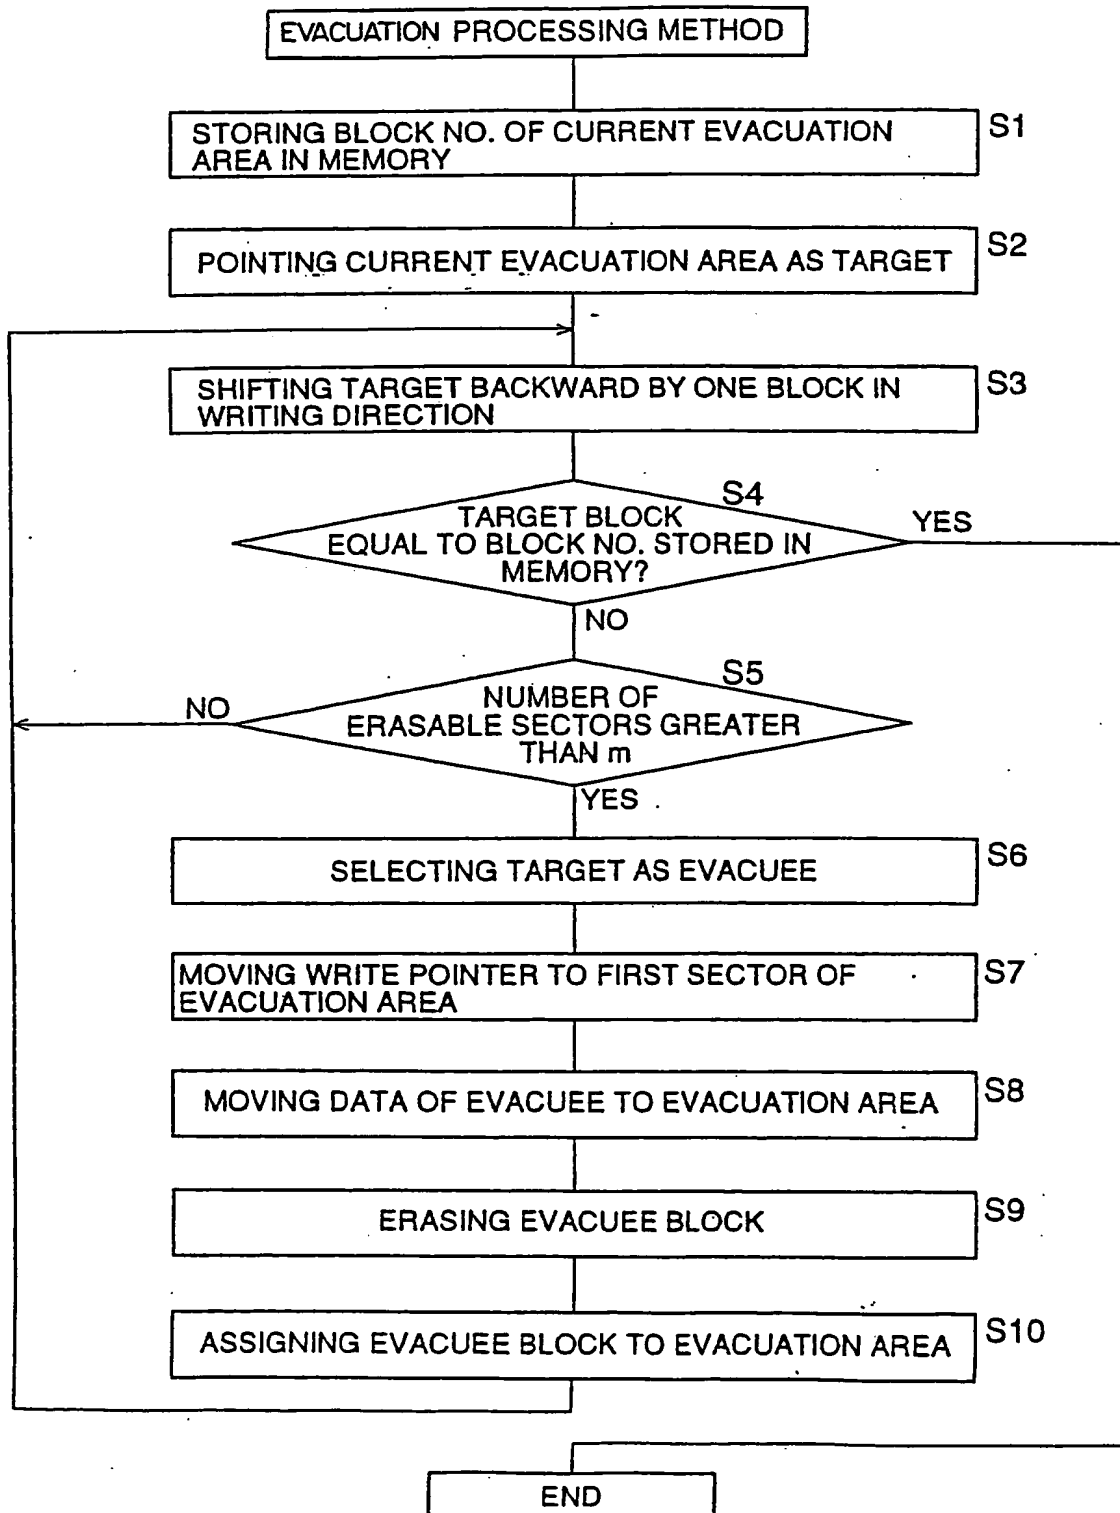 EVACUATION PROCESSING METHOD
STORING BLOCK NO. OF CURRENT EVACUATION
AREA IN MEMORY
S1
POINTING CURRENT EVACUATION AREA AS TARGET
S2
SHIFTING TARGET BACKWARD BY ONE BLOCK IN
WRITING DIRECTION
S3
S4
TARGET BLOCK
EQUAL TO BLOCK NO. STORED IN
MEMORY?
YES
NO
S5
NUMBER OF
ERASABLE SECTORS GREATER
THAN m
NO
YES
SELECTING TARGET AS EVACUEE
S6
MOVING WRITE POINTER TO FIRST SECTOR OF
EVACUATION AREA
S7
MOVING DATA OF EVACUEE TO EVACUATION AREA
S8
ERASING EVACUEE BLOCK
S9
ASSIGNING EVACUEE BLOCK TO EVACUATION AREA
S10
END